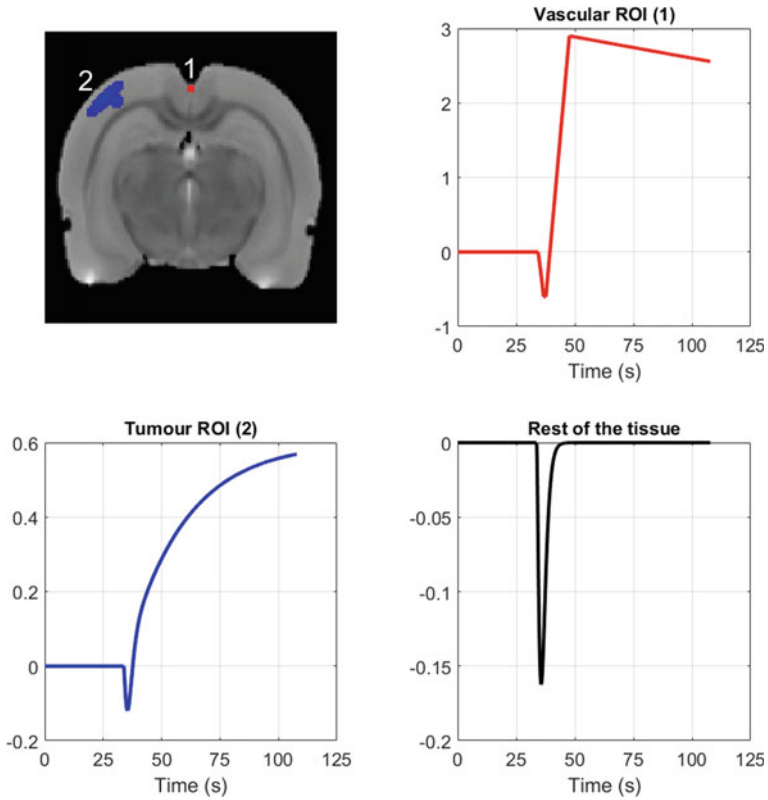 2
1
Vascular ROI (1)
3
2
1
0
-1
0 25 50 75 100 125
Time (s)
Tumour ROI (2)
0.6
0.4
0.2
0
-0.2
0 25 50 75 100 125
Time (s)
Rest of the tissue
0
-0.05
-0.1
-0.15
-0.2
0 25 50 75 100 125
Time (s)